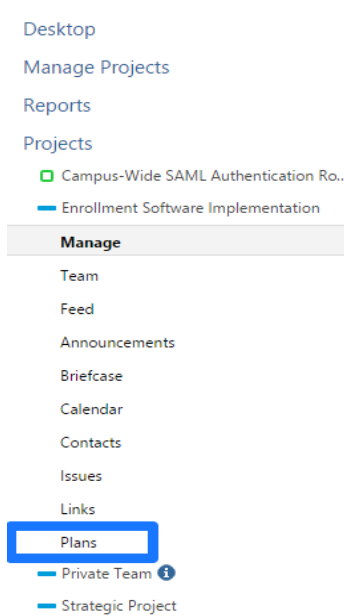 Desktop
Manage Projects
Reports
Projects
Campus-Wide SAML Authentication Ro..
Enrollment Software Implementation
Manage
Team
Feed
Announcements
Briefcase
Calendar
Contacts
Issues
Links
Plans
Private Team
Strategic Project